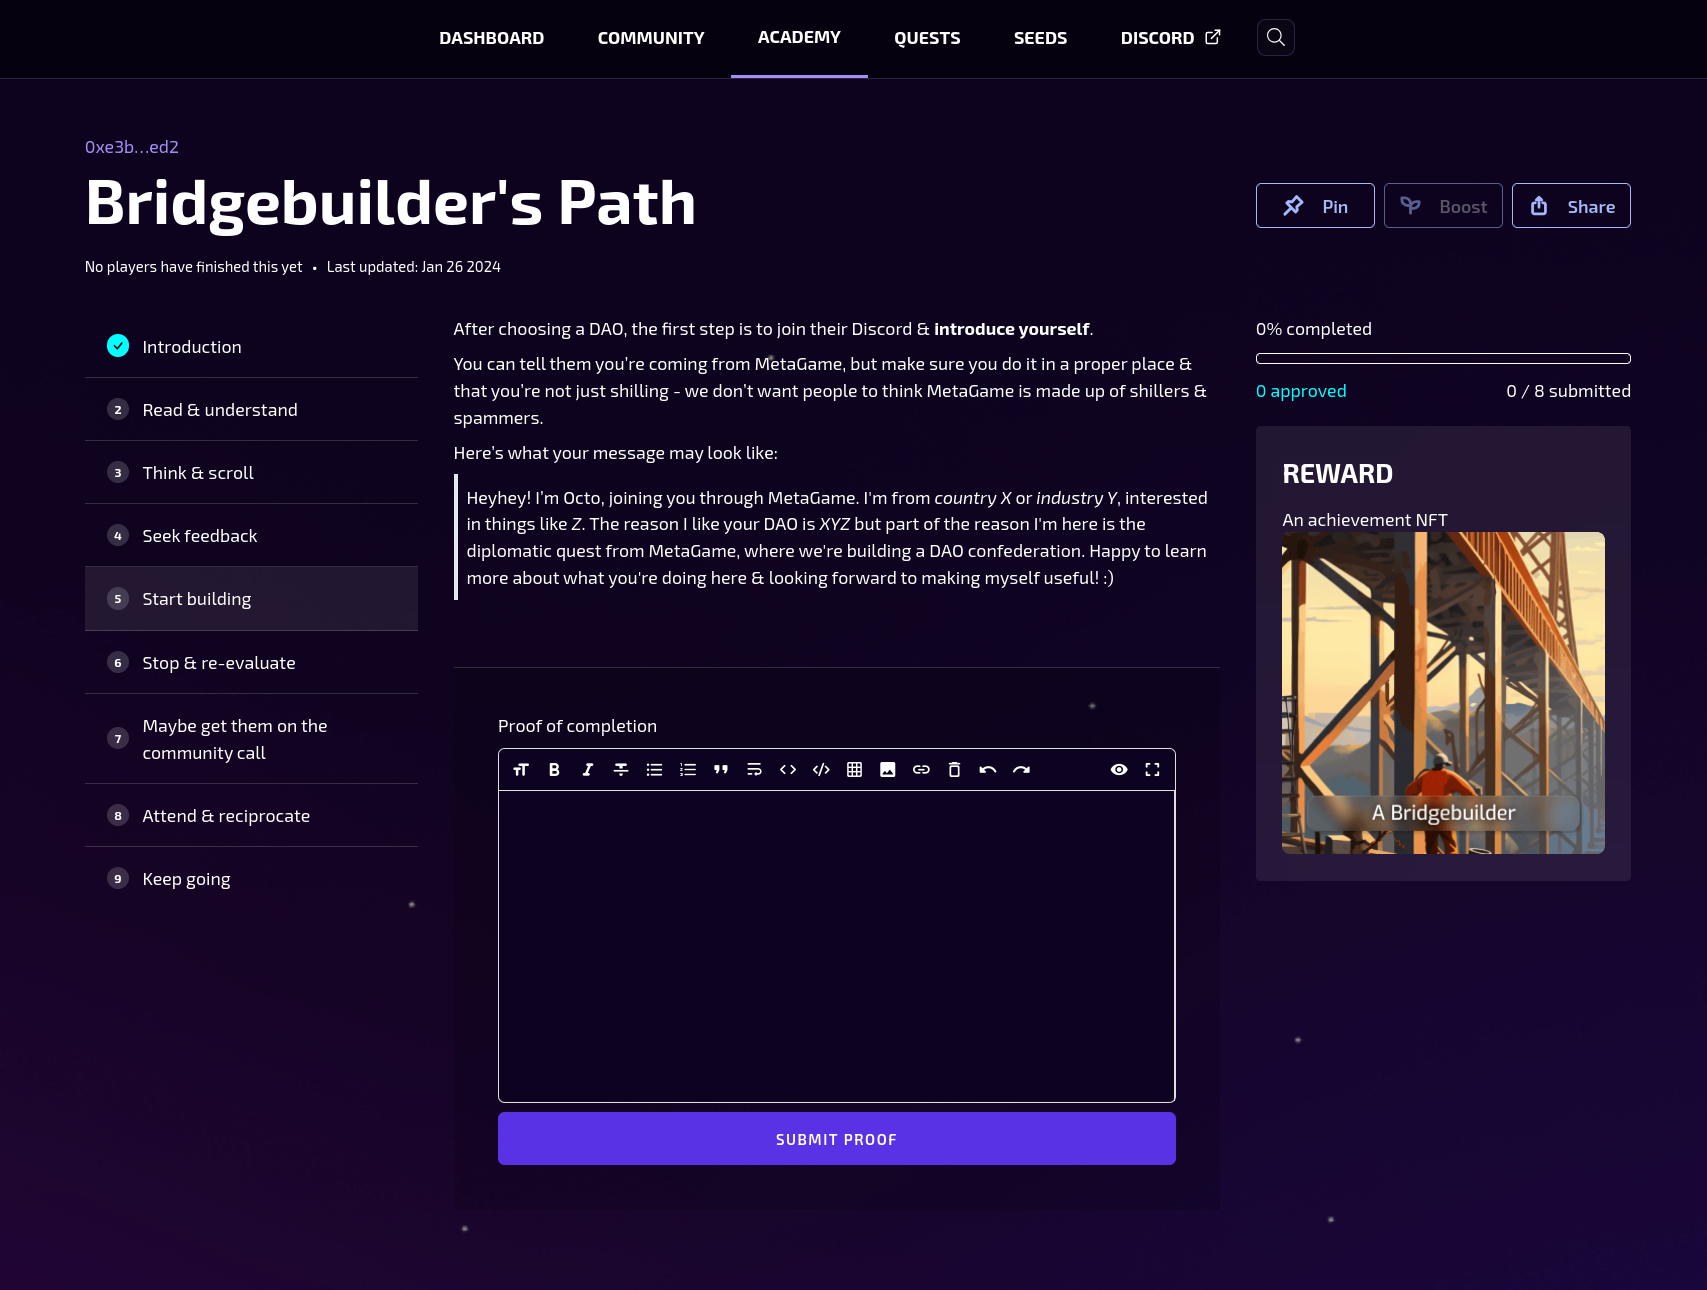 DASHBOARD COMMUNITY ACADEMY QUESTS SEEDS DISCORD
0xe3b...ed2
Bridgebuilder's Path
Pin Boost Share
No players have finished this yet • Last updated: Jan 26 2024
Introduction
2 Read & understand
3 Think & scroll
4 Seek feedback
5 Start building
6 Stop & re-evaluate
7 Maybe get them on the
community call
8 Attend & reciprocate
9 Keep going
After choosing a DAO, the first step is to join their Discord & introduce yourself.
You can tell them you’re coming from MetaGame, but make sure you do it in a proper place &
that you’re not just shilling - we don’t want people to think MetaGame is made up of shillers &
spammers.
Here’s what your message may look like:
Heyhey! I’m Octo, joining you through MetaGame. I'm from country X or industry Y, interested
in things like Z. The reason I like your DAO is XYZ but part of the reason I'm here is the
diplomatic quest from MetaGame, where we're building a DAO confederation. Happy to learn
more about what you're doing here & looking forward to making myself useful! :)
Proof of completion
SUBMIT PROOF
0% completed
0 approved 0 / 8 submitted
REWARD
An achievement NFT
A Bridgebuilder